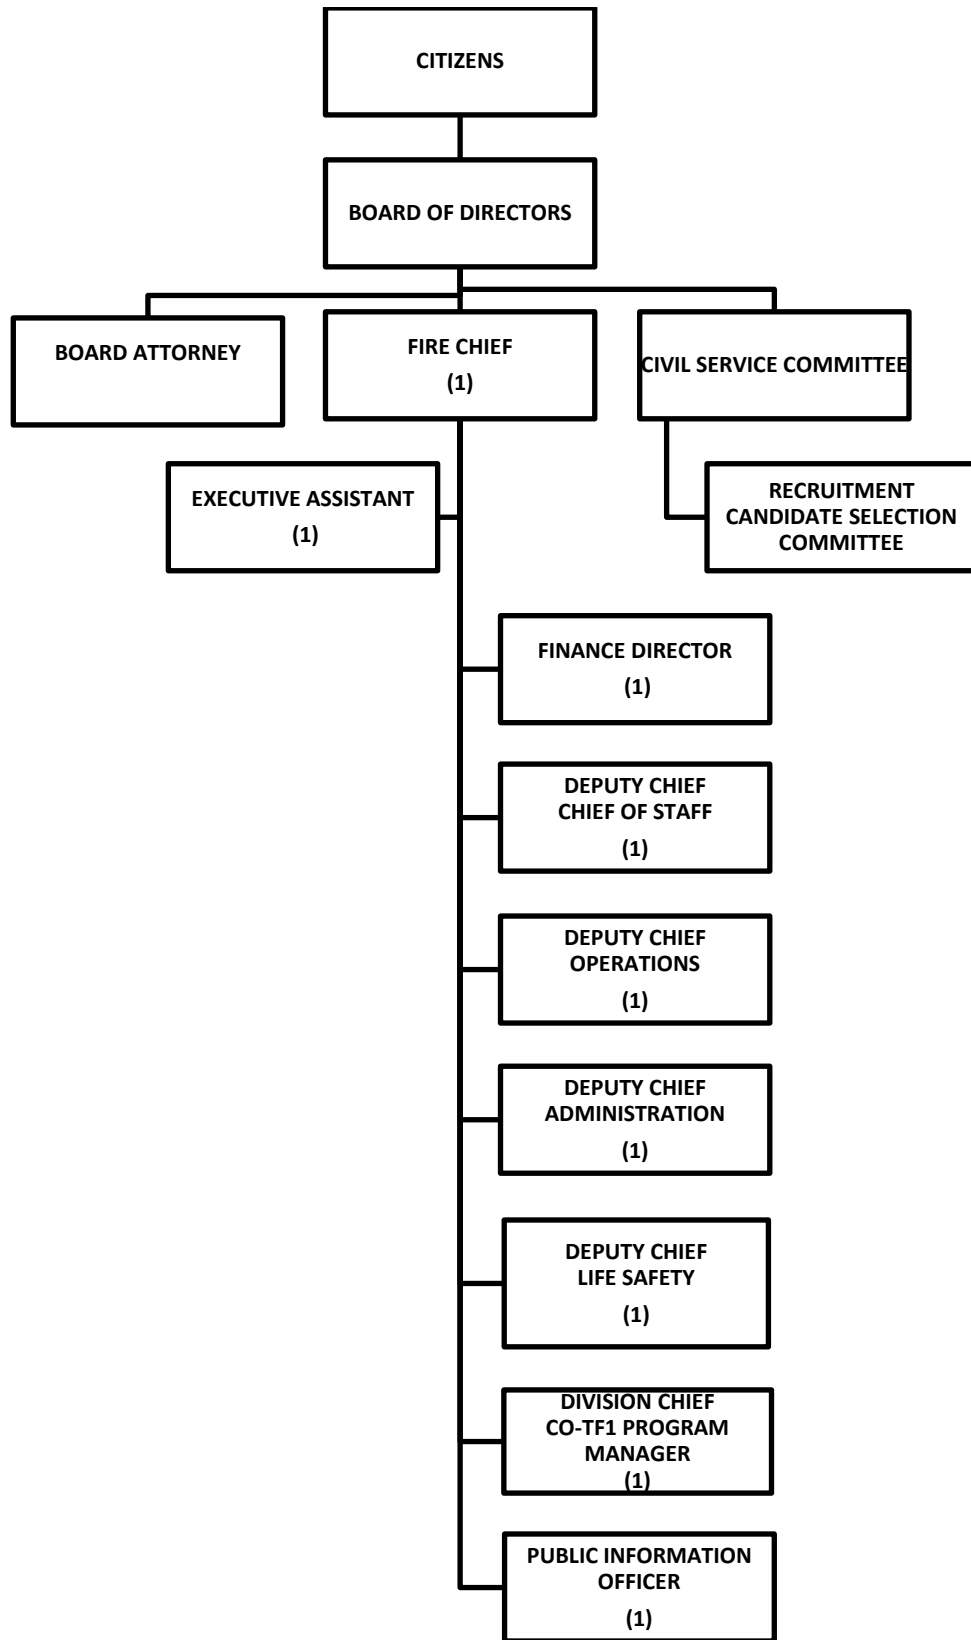 CITIZENS
BOARD OF DIRECTORS
BOARD ATTORNEY
FIRE CHIEF
(1)
CIVIL SERVICE COMMITTEE
EXECUTIVE ASSISTANT
(1)
RECRUITMENT
CANDIDATE SELECTION
COMMITTEE
FINANCE DIRECTOR
(1)
DEPUTY CHIEF
CHIEF OF STAFF
(1)
DEPUTY CHIEF
OPERATIONS
(1)
DEPUTY CHIEF
ADMINISTRATION
(1)
DEPUTY CHIEF
LIFE SAFETY
(1)
DIVISION CHIEF
CO-TF1 PROGRAM
MANAGER
(1)
PUBLIC INFORMATION
OFFICER
(1)